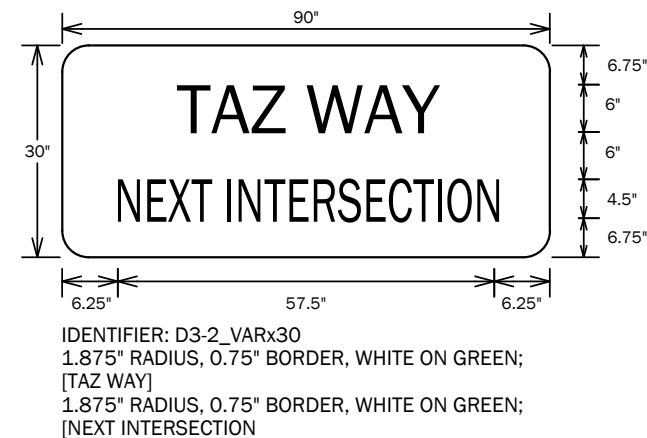 90"
6.75"
TAZ WAY
6"
30"
6"
NEXT INTERSECTION
4.5"
6.75"
6.25" 57.5" 6.25"
IDENTIFIER: D3-2_VARx30
1.875" RADIUS, 0.75" BORDER, WHITE ON GREEN;
[TAZ WAY]
1.875" RADIUS, 0.75" BORDER, WHITE ON GREEN;
[NEXT INTERSECTION